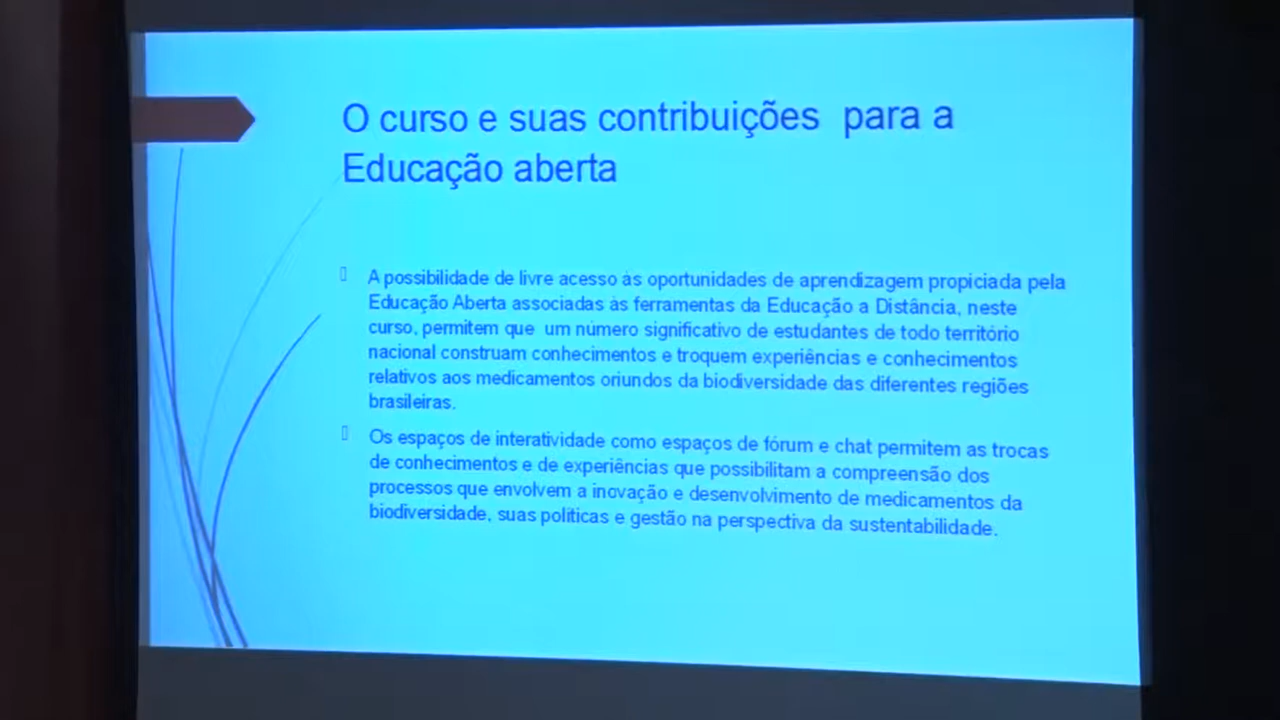 O curso e suas contribuições para a
Educação aberta
A possibilidade de livre acesso às oportunidades de aprendizagem propiciada pela
Educação Aberta associadas às ferramentas da Educação a Distância, neste
curso, permitem que um número significativo de estudantes de todo território
nacional construam conhecimentos e troquem experiências e conhecimentos
relativos aos medicamentos oriundos da biodiversidade das diferentes regiões
brasileiras.
Os espaços de interatividade como espaços de fórum e chat permitem as trocas
de conhecimentos e de experiências que possibilitam a compreensão dos
processos que envolvem a inovação e desenvolvimento de medicamentos da
biodiversidade, suas politicas e gestão na perspectiva da sustentabilidade.